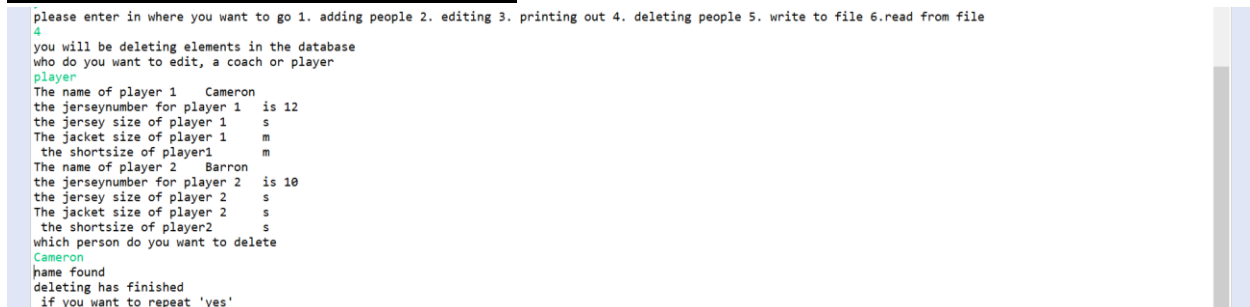 please enter in where you want to go 1. adding people 2. editing 3. printing out 4. deleting people 5. write to file 6.read from file
4
you will be deleting elements in the database
who do you want to edit, a coach or player
player
The name of player 1    Cameron
the jerseynumber for player 1   is 12
the jersey size of player 1     s
The jacket size of player 1     m
 the shortsize of player1       m
The name of player 2    Barron
the jerseynumber for player 2   is 10
the jersey size of player 2     s
The jacket size of player 2     s
 the shortsize of player2       s
which person do you want to delete
Cameron
name found
deleting has finished
 if you want to repeat 'yes'